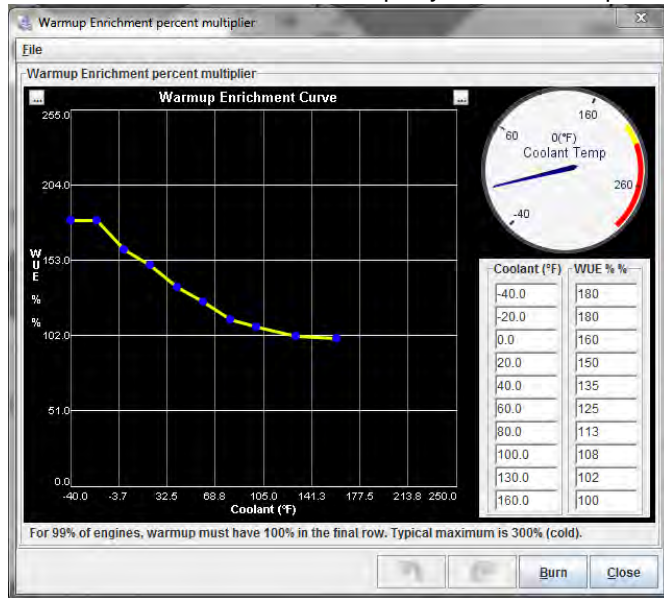 Warmup Enrichment percent multiplier
File
Warmup Enrichment percent multiplier
... Warmup Enrichment Curve ...
255.0
204.0
153.0
102.0
51.0
0.0
WUE % %
-40.0 -3.7 32.5 68.8 105.0 141.3 177.5 213.8 250.0
Coolant (°F)
160
60 0(°F)
Coolant Temp
260
-40
Coolant (°F) WUE % %
-40.0 180
-20.0 180
0.0 160
20.0 150
40.0 135
60.0 125
80.0 113
100.0 108
130.0 102
160.0 100
For 99% of engines, warmup must have 100% in the final row. Typical maximum is 300% (cold).
Burn Close